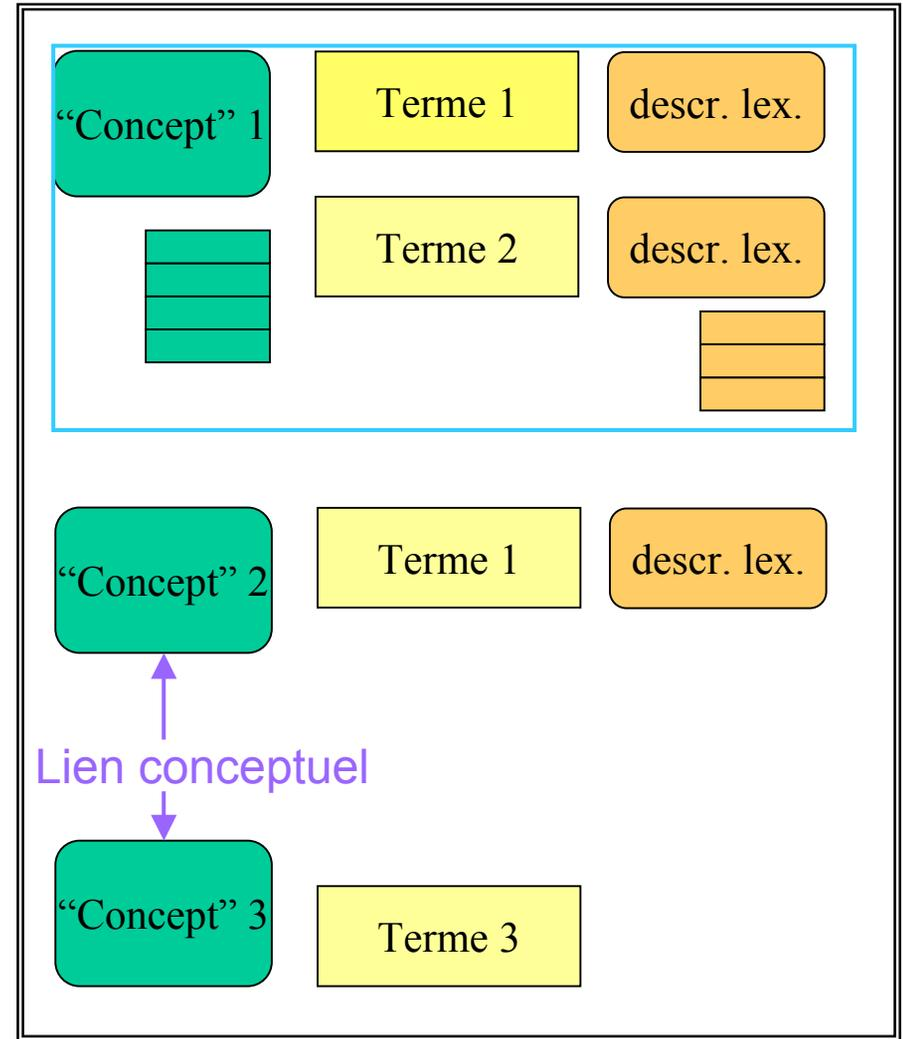 “Concept” 1
Terme 1
descr. lex.
Terme 2
descr. lex.
“Concept” 2
Terme 1
descr. lex.
Lien conceptuel
“Concept” 3
Terme 3